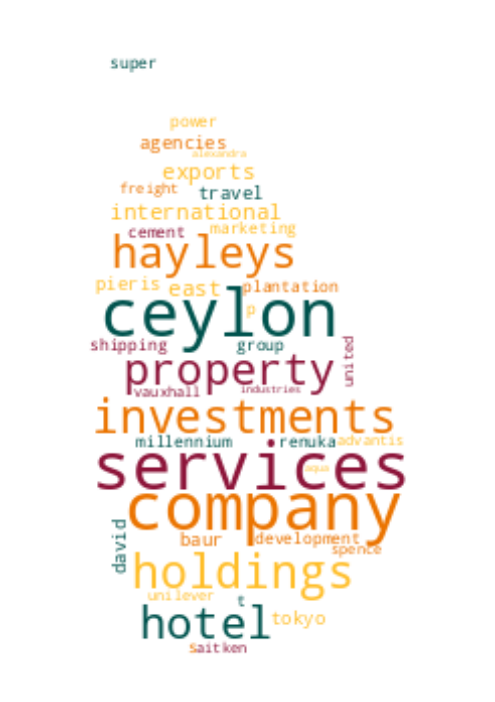 super
power
agencies
alexandra
exports
freight travel
international
cement marketing
hayleys
pieris east plantation
ceylon
p
shipping group united
property
vauxhall industries
investments
millennium renuka advantis
services
aqua
company
david baur development
spence
holdings
unilever t
hotel tokyo
s aitken